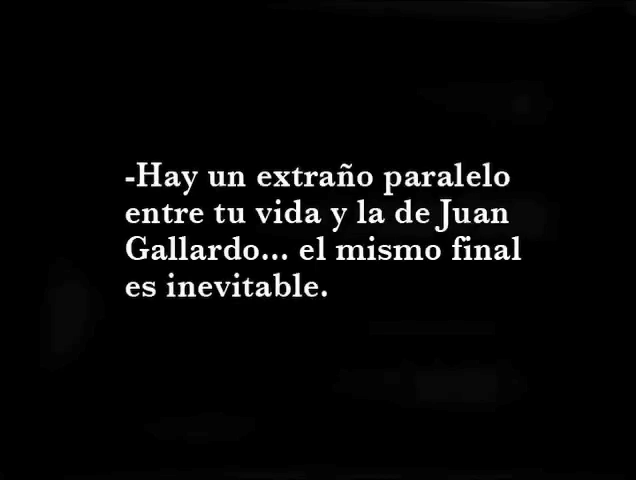 -Hay un extraño paralelo
entre tu vida y la de Juan
Gallardo... el mismo final
es inevitable.